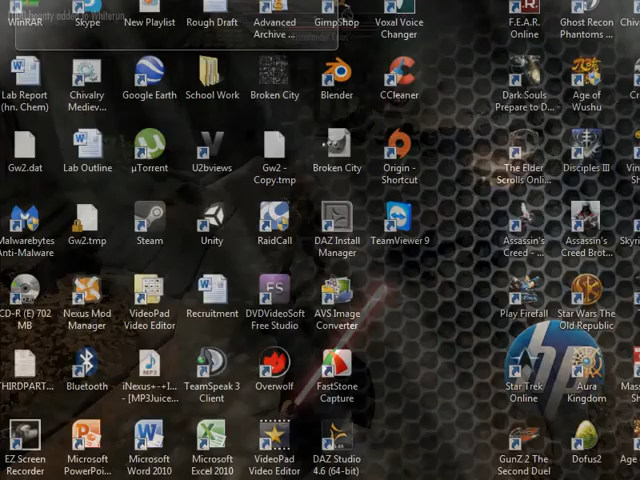 bounty added to Whiterun
WinRAR
Skype
New Playlist
Rough Draft
Advanced
Archive ...
GimpShop
Voxal Voice
Changer
F.E.A.R.
Online
Ghost Recon
Phantoms ...
Lab Report
(hn. Chem)
Chivalry
Mediev...
Google Earth
School Work
Broken City
Blender
CCleaner
Dark Souls
Prepare to D...
Age of
Wushu
Gw2.dat
Lab Outline
µTorrent
U2bviews
Gw2 -
Copy.tmp
Broken City
Origin -
Shortcut
The Elder
Scrolls Onli...
Disciples III
Malwarebytes
Anti-Malware
Gw2.tmp
Steam
Unity
RaidCall
DAZ Install
Manager
TeamViewer 9
Assassin's
Creed - ...
Assassin's
Creed Brot...
CD-R (E) 702
MB
Nexus Mod
Manager
VideoPad
Video Editor
Recruitment
DVDVideoSoft
Free Studio
AVS Image
Converter
Play Firefall
Star Wars The
Old Republic
THIRDPART...
Bluetooth
iNexus+-+I...
- [MP3Juice...
TeamSpeak 3
Client
Overwolf
FastStone
Capture
Star Trek
Online
Aura
Kingdom
EZ Screen
Recorder
Microsoft
PowerPoi...
Microsoft
Word 2010
Microsoft
Excel 2010
VideoPad
Video Editor
DAZ Studio
4.6 (64-bit)
GunZ 2 The
Second Duel
Dofus2